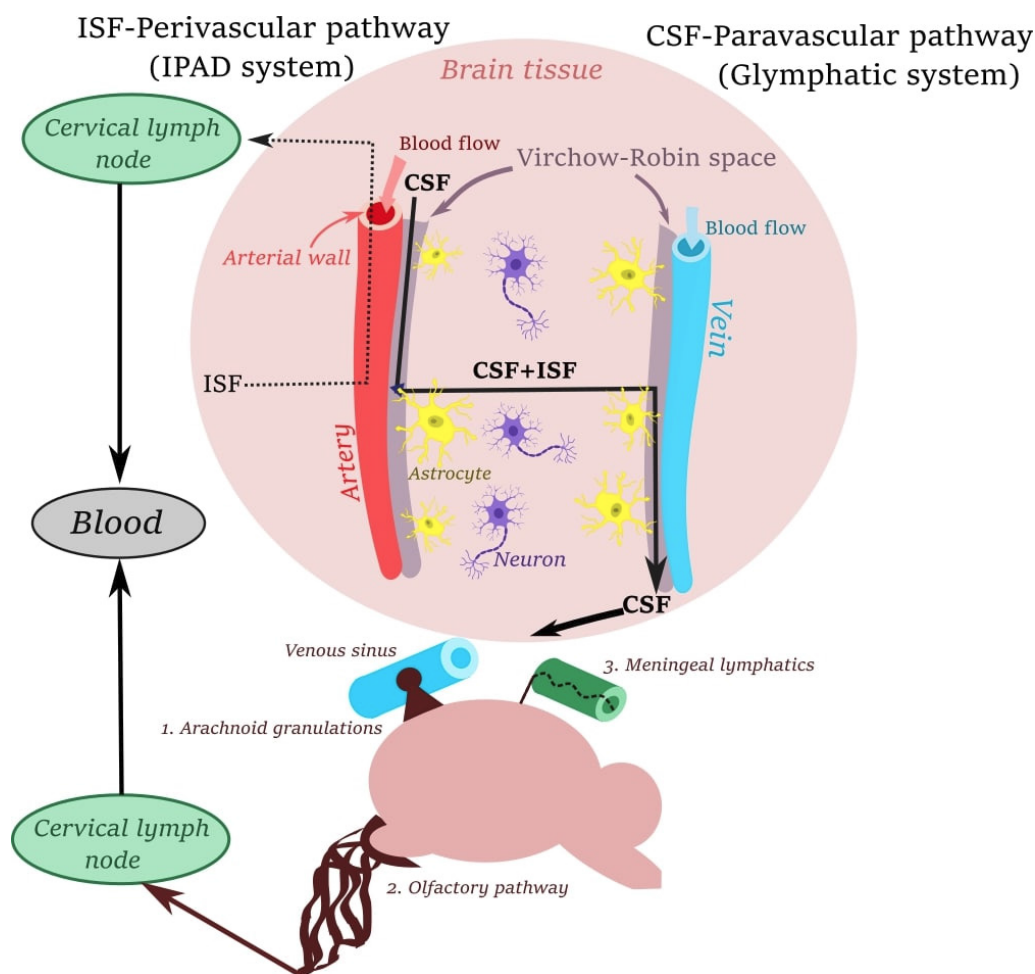 ISF-Perivascular pathway
(IPAD system)
CSF-Paravascular pathway
(Glymphatic system)
Brain tissue
Cervical lymph
node
Blood flow
CSF
Virchow-Robin space
Blood flow
Arterial wall
Vein
ISF
CSF+ISF
Artery
Astrocyte
Blood
Neuron
CSF
Venous sinus
3. Meningeal lymphatics
1. Arachnoid granulations
Cervical lymph
node
2. Olfactory pathway